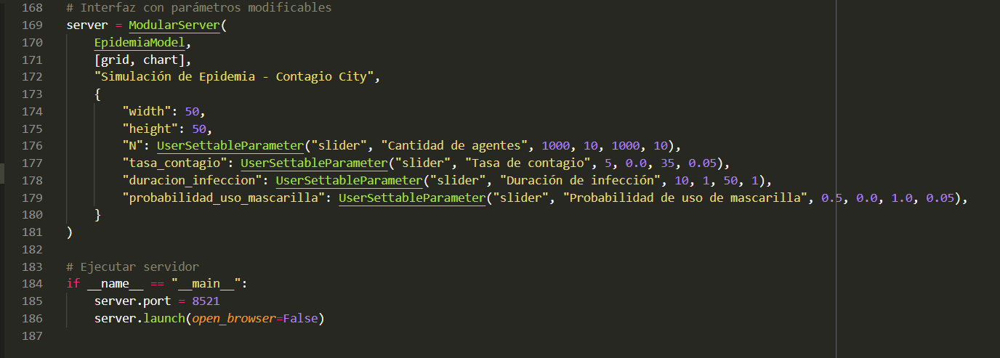 168 # Interfaz con parámetros modificables
169 server = ModularServer(
170     EpidemiaModel,
171     [grid, chart],
172     "Simulación de Epidemia - Contagio City",
173     {
174         "width": 50,
175         "height": 50,
176         "N": UserSettableParameter("slider", "Cantidad de agentes", 1000, 10, 1000, 10),
177         "tasa_contagio": UserSettableParameter("slider", "Tasa de contagio", 5, 0.0, 35, 0.05),
178         "duracion_infeccion": UserSettableParameter("slider", "Duración de infección", 10, 1, 50, 1),
179         "probabilidad_uso_mascarilla": UserSettableParameter("slider", "Probabilidad de uso de mascarilla", 0.5, 0.0, 1.0, 0.05),
180     }
181 )
182
183 # Ejecutar servidor
184 if __name__ == "__main__":
185     server.port = 8521
186     server.launch(open_browser=False)
187